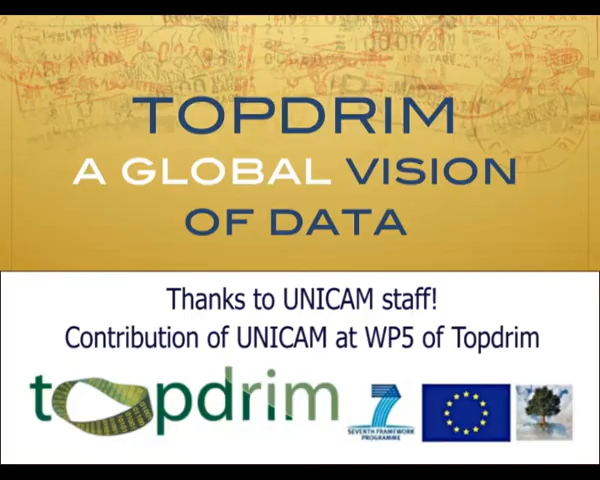 TOPDRIM
A GLOBAL VISION
OF DATA
Thanks to UNICAM staff!
Contribution of UNICAM at WP5 of Topdrim
topdrim
7
SEVENTH FRAMEWORK
PROGRAMME